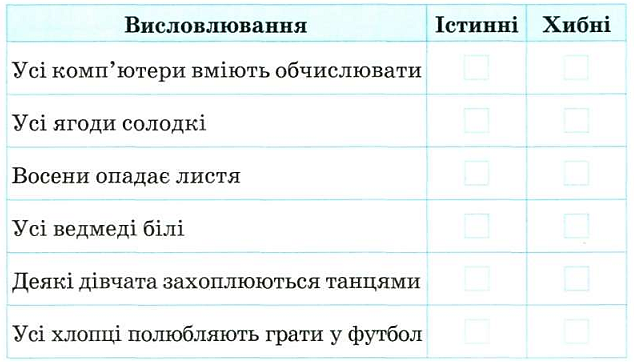 Висловлювання Істинні Хибні
Усі комп’ютери вміють обчислювати
Усі ягоди солодкі
Восени опадає листя
Усі ведмеді білі
Деякі дівчата захоплюються танцями
Усі хлопці полюбляють грати у футбол